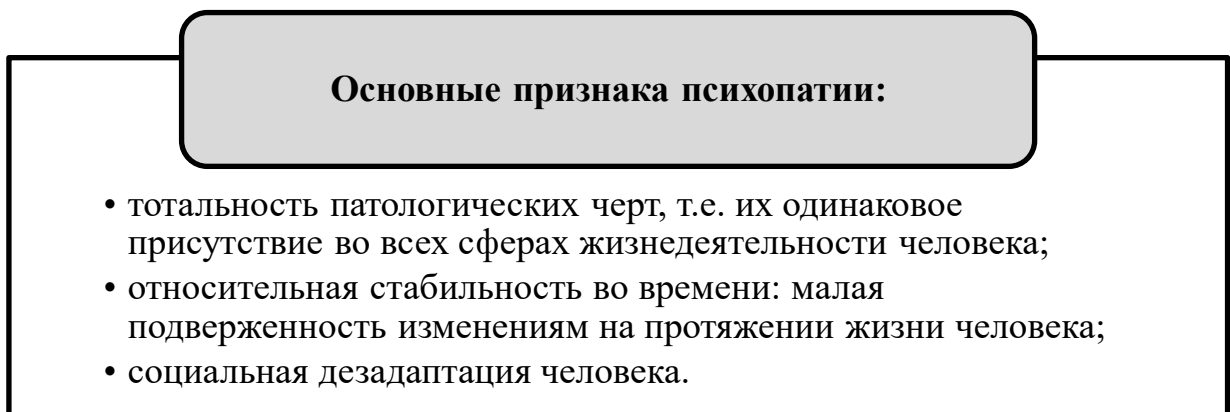 Основные признака психопатии:
• тотальность патологических черт, т.е. их одинаковое
присутствие во всех сферах жизнедеятельности человека;
• относительная стабильность во времени: малая
подверженность изменениям на протяжении жизни человека;
• социальная дезадаптация человека.